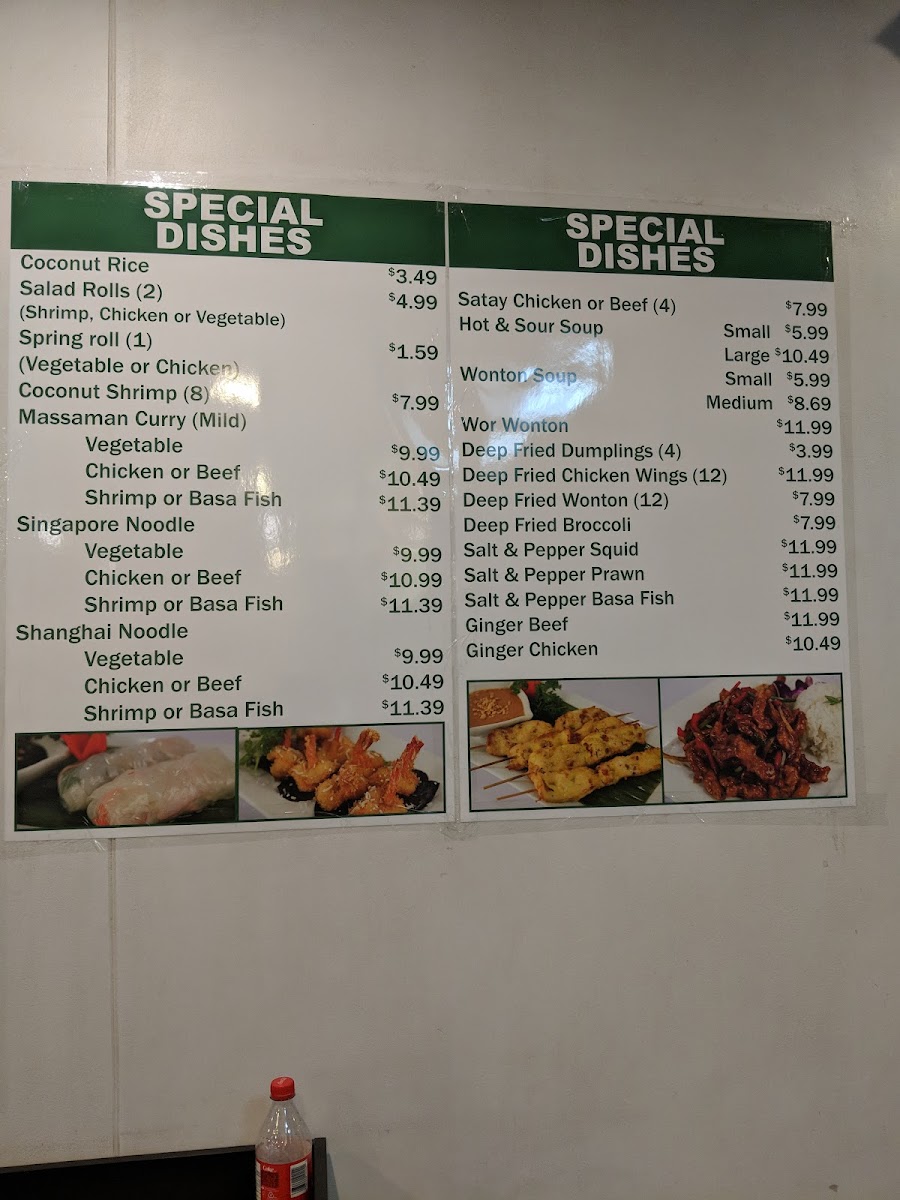 SPECIAL
DISHES
Coconut Rice $3.49
Salad Rolls (2) $4.99
(Shrimp, Chicken or Vegetable)
Spring roll (1) $1.59
(Vegetable or Chicken)
Coconut Shrimp (8) $7.99
Massaman Curry (Mild)
Vegetable $9.99
Chicken or Beef $10.49
Shrimp or Basa Fish $11.39
Singapore Noodle
Vegetable $9.99
Chicken or Beef $10.99
Shrimp or Basa Fish $11.39
Shanghai Noodle
Vegetable $9.99
Chicken or Beef $10.49
Shrimp or Basa Fish $11.39
SPECIAL
DISHES
Satay Chicken or Beef (4) $7.99
Hot & Sour Soup Small $5.99
Large $10.49
Wonton Soup Small $5.99
Medium $8.69
Wor Wonton $11.99
Deep Fried Dumplings (4) $3.99
Deep Fried Chicken Wings (12) $11.99
Deep Fried Wonton (12) $7.99
Deep Fried Broccoli $7.99
Salt & Pepper Squid $11.99
Salt & Pepper Prawn $11.99
Salt & Pepper Basa Fish $11.99
Ginger Beef $11.99
Ginger Chicken $10.49
Coke